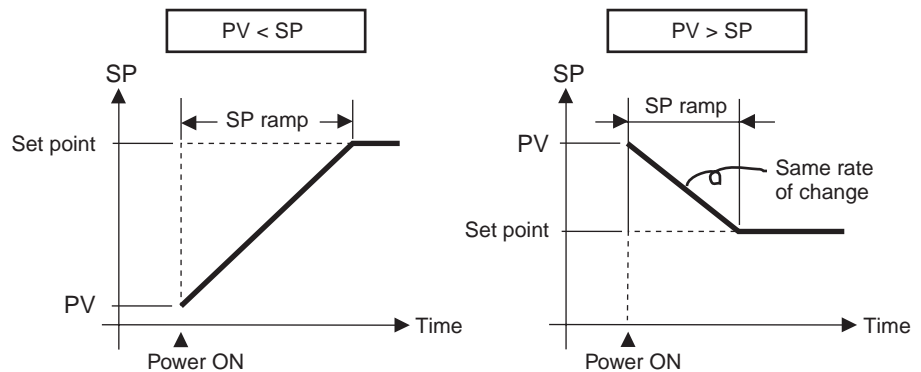 PV < SP
SP
SP ramp
Set point
PV
Time
Power ON
PV > SP
SP
SP ramp
PV
Same rate
of change
Set point
Time
Power ON